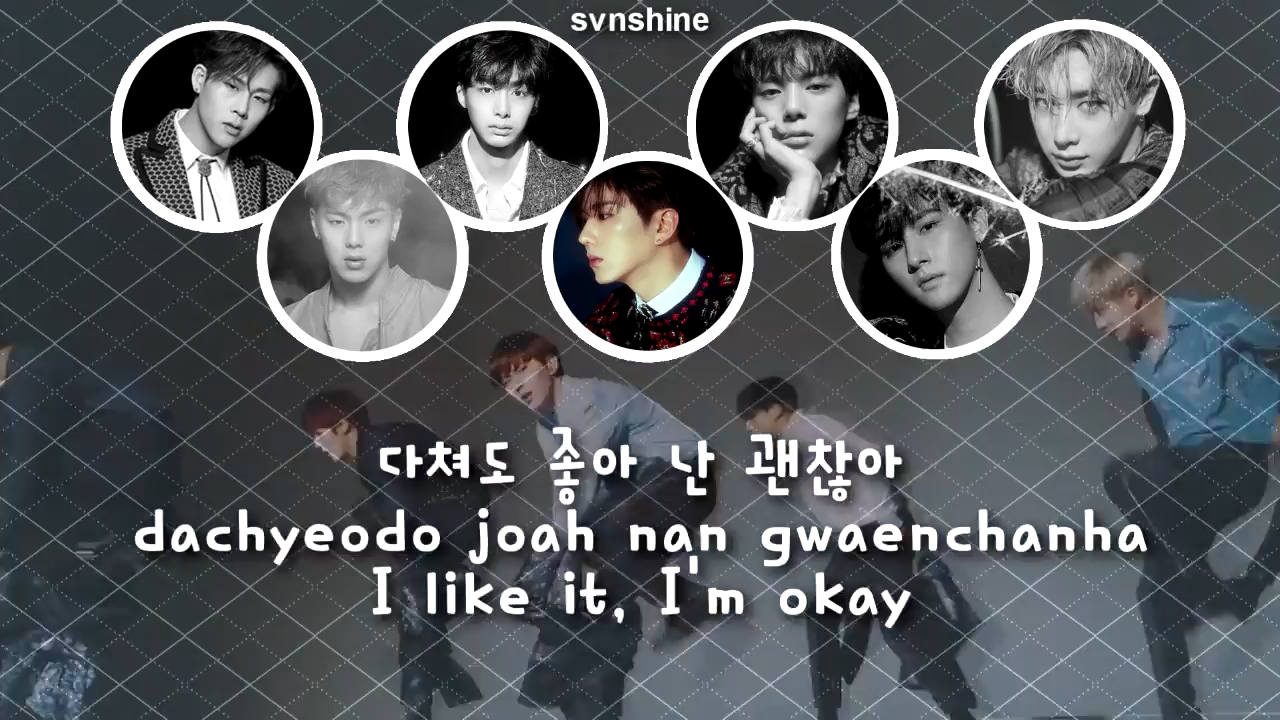 svnshine
다쳐도 좋아 난 괜찮아
dachyeodo joah nan gwaenchanha
I like it, I'm okay